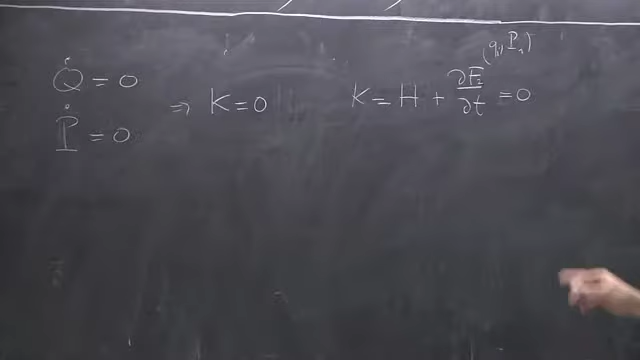 Q̇ = 0
Ṗ = 0
⇒ K = 0
K = H + ∂F₂/∂t = 0
(q, P,